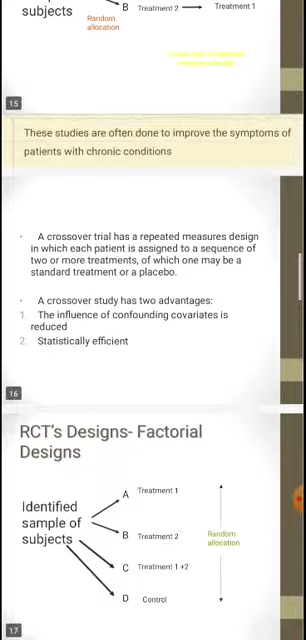 subjects
B Treatment 2 Treatment 1
Random
allocation
15
These studies are often done to improve the symptoms of
patients with chronic conditions
• A crossover trial has a repeated measures design
in which each patient is assigned to a sequence of
two or more treatments, of which one may be a
standard treatment or a placebo.
• A crossover study has two advantages:
1. The influence of confounding covariates is
reduced
2. Statistically efficient
16
RCT's Designs- Factorial
Designs
Identified
sample of
subjects
A Treatment 1
B Treatment 2
Random
allocation
C Treatment 1 +2
D Control
17